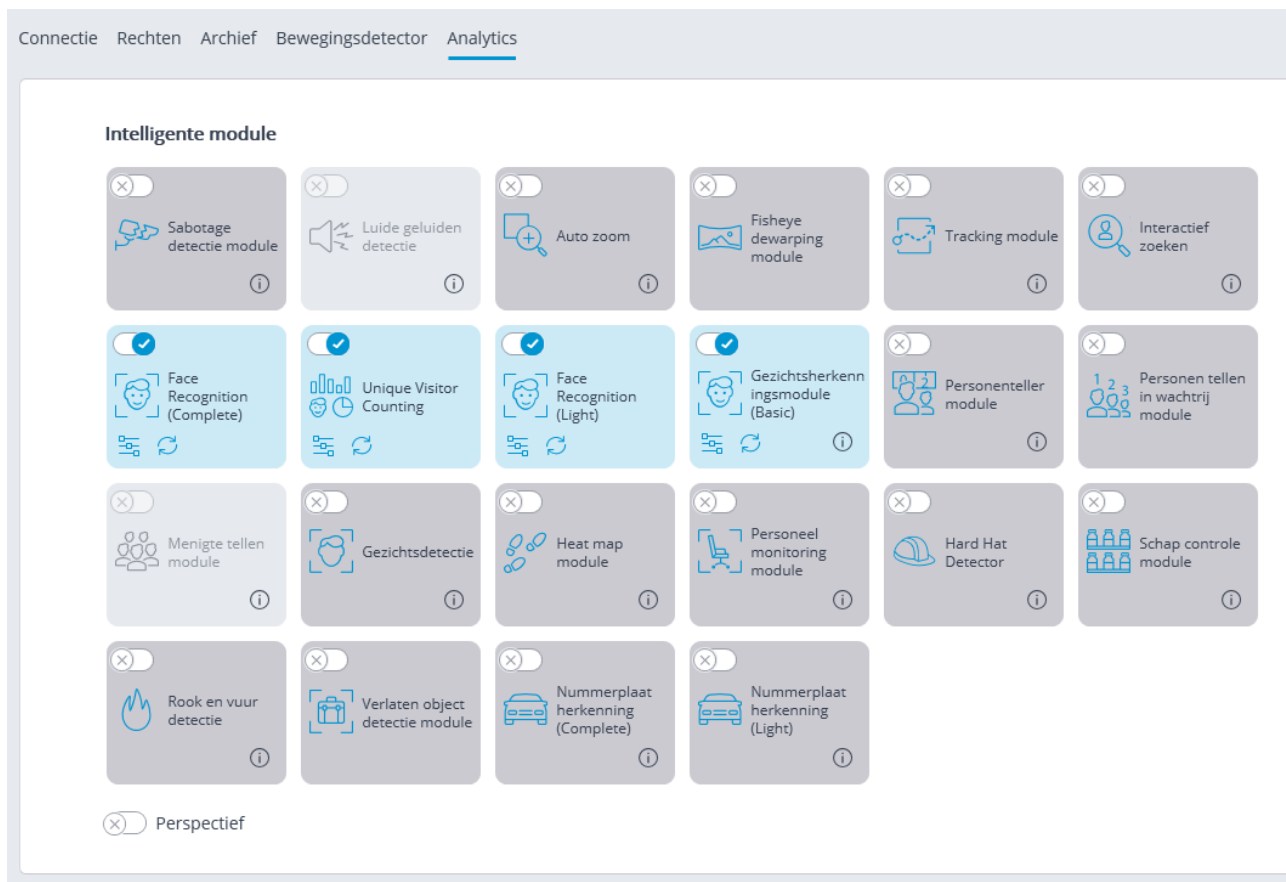 Connectie Rechten Archief Bewegingsdetector Analytics
Intelligente module
Sabotage
detectie module
Luide geluiden
detectie
Auto zoom
Fisheye
dewarping
module
Tracking module
Interactief
zoeken
Face
Recognition
(Complete)
Unique Visitor
Counting
Face
Recognition
(Light)
Gezichtsherkenn
ingsmodule
(Basic)
Personenteller
module
Personen tellen
in wachtrij
module
Menigte tellen
module
Gezichtsdetectie
Heat map
module
Personeel
monitoring
module
Hard Hat
Detector
Schap controle
module
Rook en vuur
detectie
Verlaten object
detectie module
Nummerplaat
herkenning
(Complete)
Nummerplaat
herkenning
(Light)
Perspectief